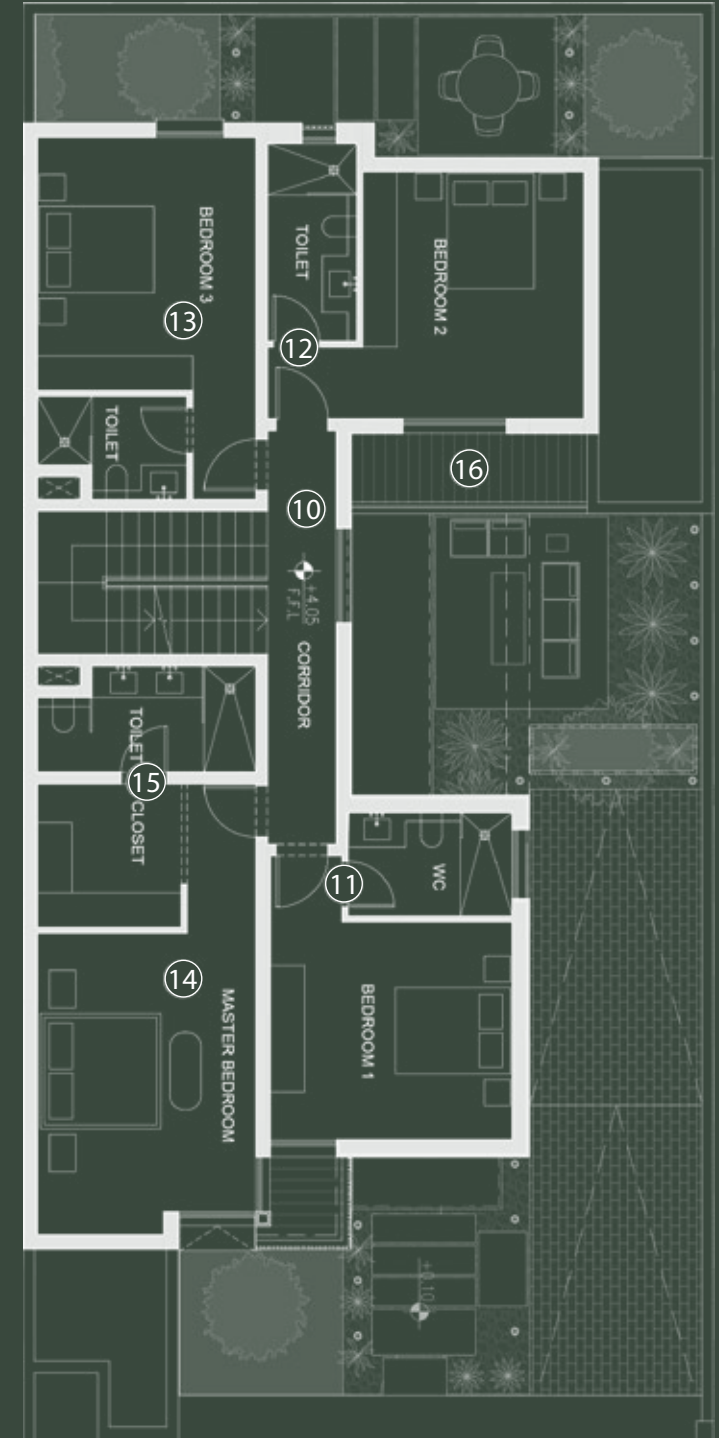 BEDROOM 3
13
TOILET
12
BEDROOM 2
TOILET
10
16
+4.05
F.F.L
CORRIDOR
TOILET
15
CLOSET
11
WC
14
MASTER BEDROOM
BEDROOM 1
+0.10